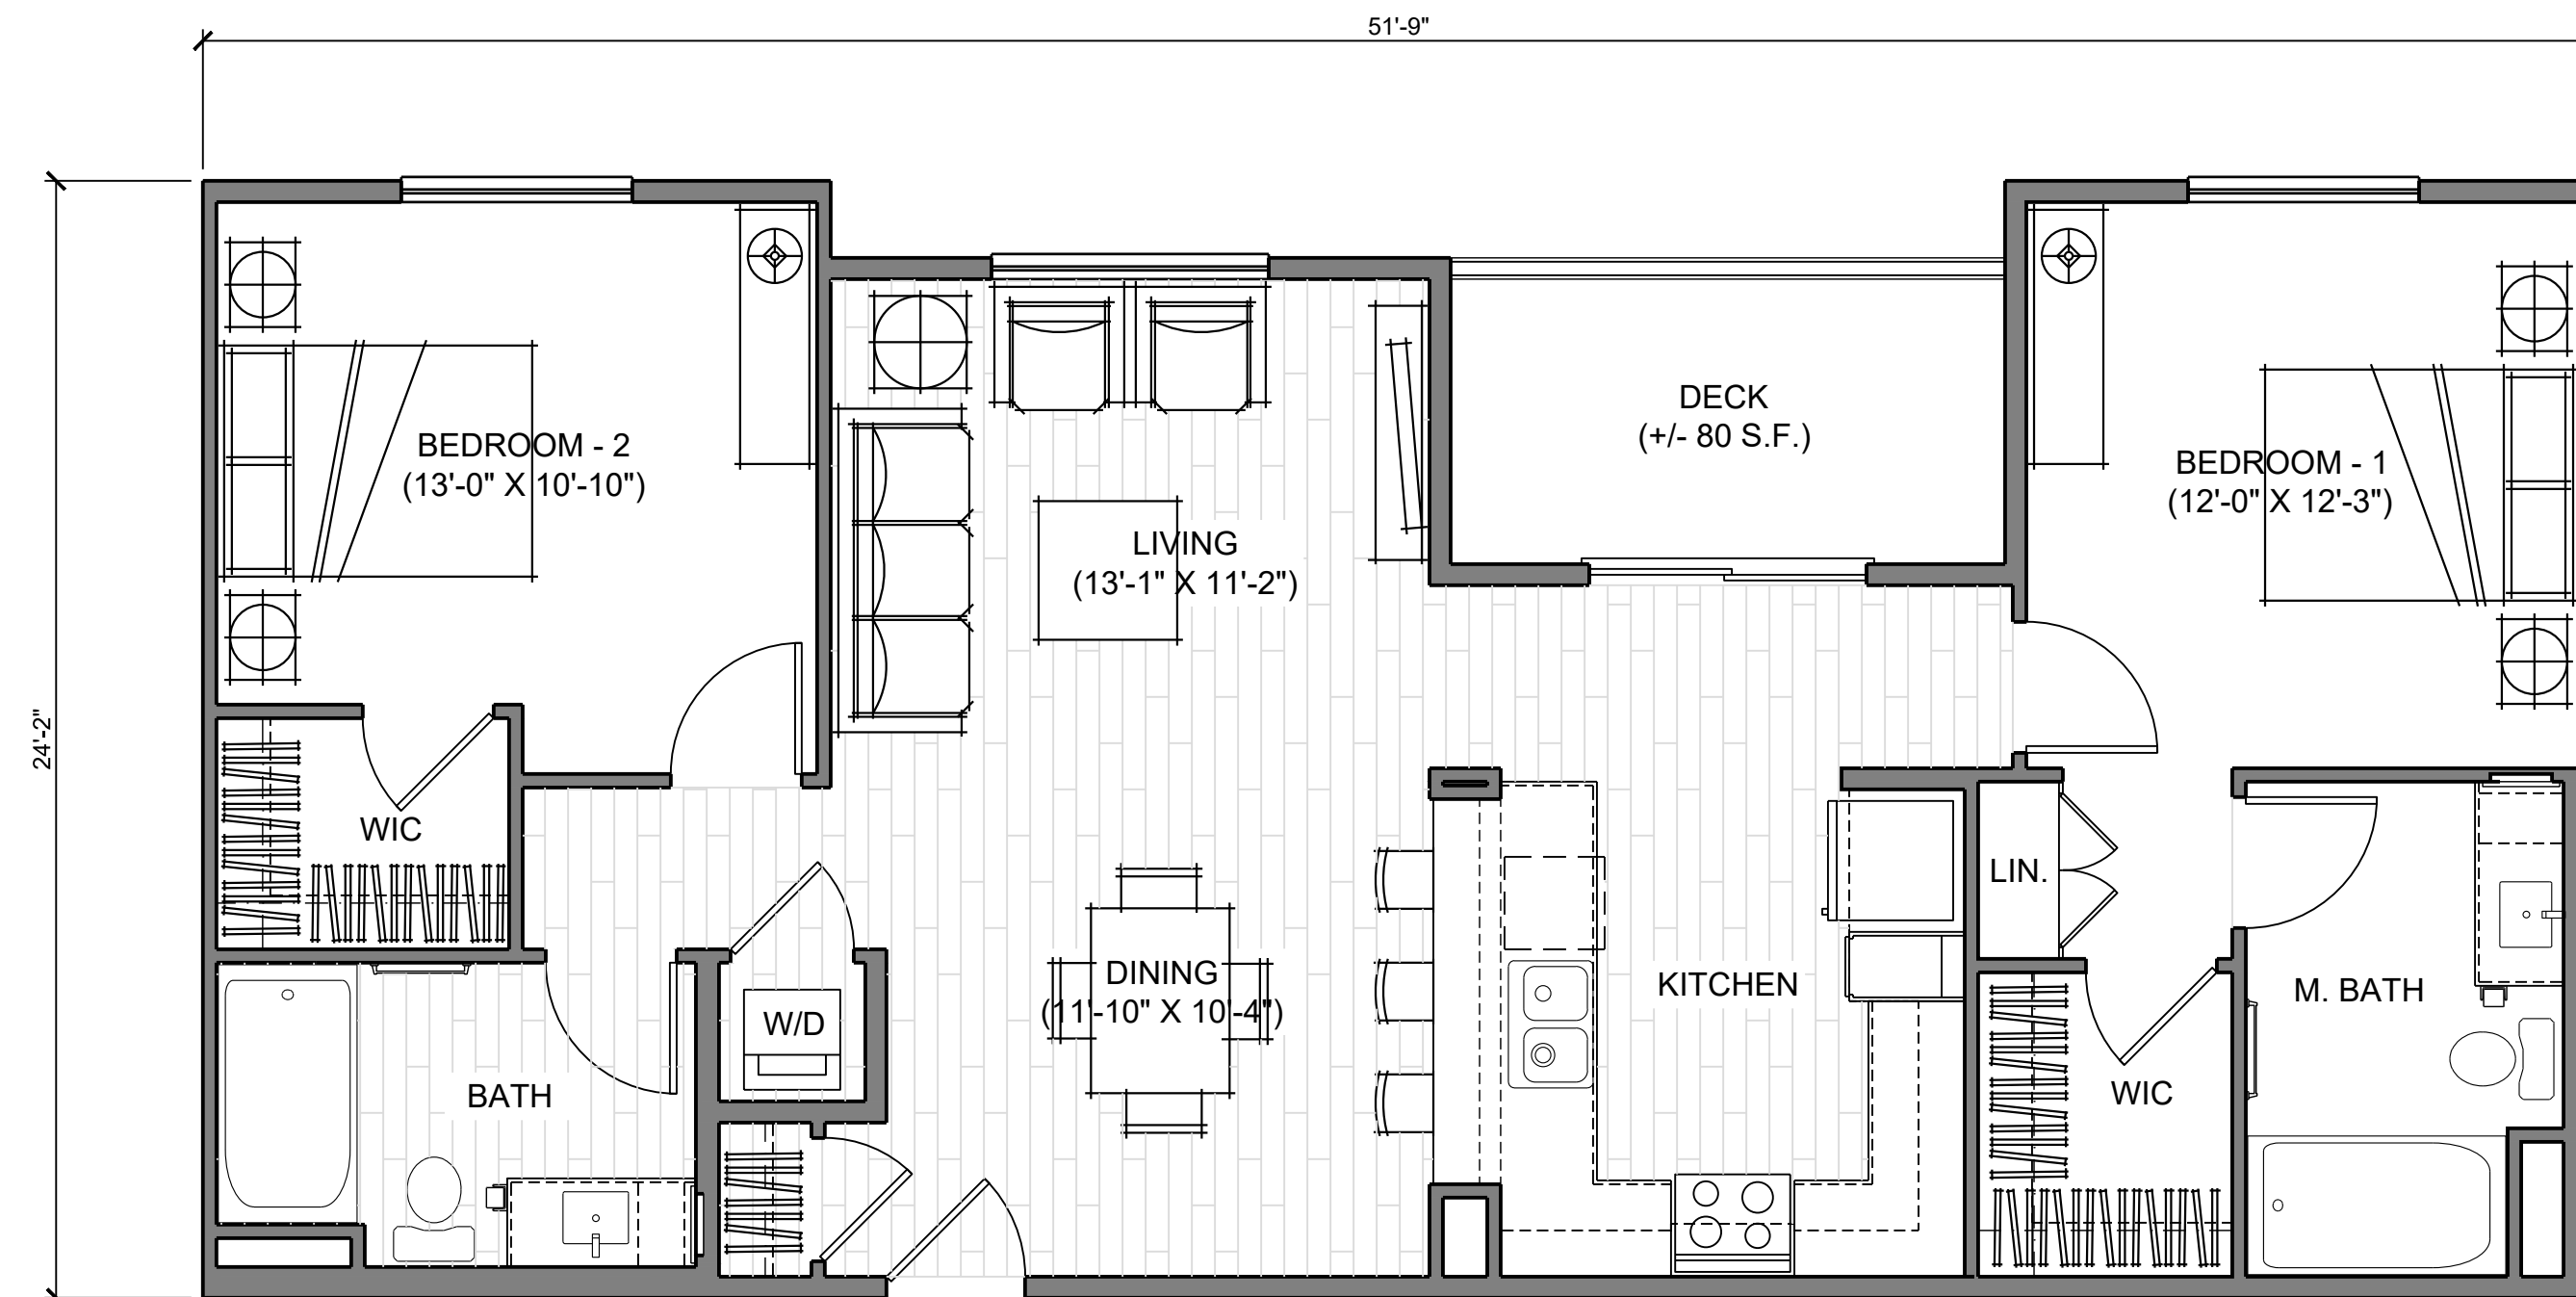 51'-9"
24'-2"
BEDROOM - 2
(13'-0" X 10'-10")
DECK
(+/- 80 S.F.)
BEDROOM - 1
(12'-0" X 12'-3")
LIVING
(13'-1" X 11'-2")
WIC
LIN.
DINING
(11'-10" X 10'-4")
KITCHEN
M. BATH
W/D
BATH
WIC